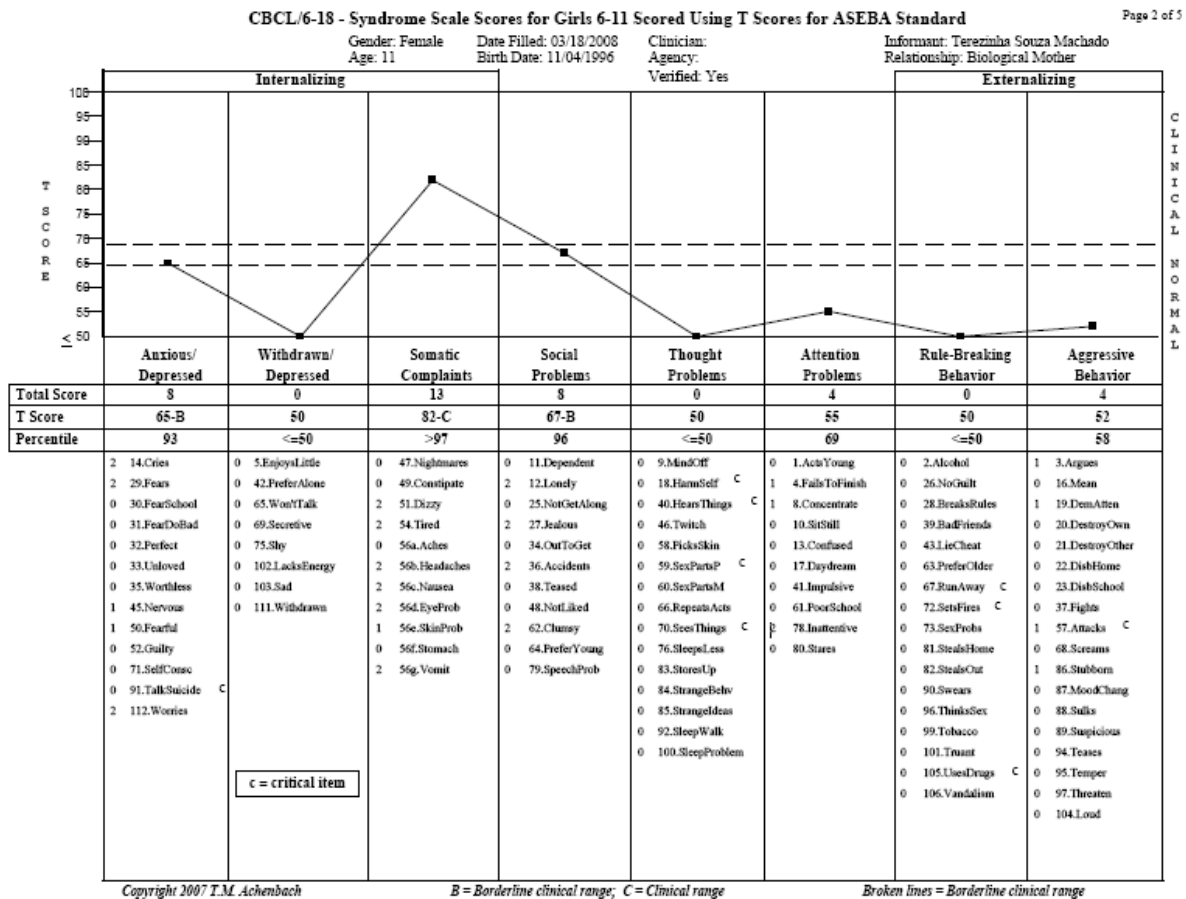 CBCL/6-18 - Syndrome Scale Scores for Girls 6-11 Scored Using T Scores for ASEBA Standard
Page 2 of 5
Gender: Female Date Filled: 03/18/2008 Clinician: Informant: Terezinha Souza Machado
Age: 11 Birth Date: 11/04/1996 Agency: Relationship: Biological Mother
Verified: Yes
Internalizing Externalizing
100
95
90
85
80
75
70
65
60
55
≤ 50
T SCORE
CLINICAL
NORMAL
Anxious/ Withdrawn/ Somatic Social Thought Attention Rule-Breaking Aggressive
Depressed Depressed Complaints Problems Problems Problems Behavior Behavior
Total Score 8 0 13 8 0 4 0 4
T Score 65-B 50 82-C 67-B 50 55 50 52
Percentile 93 <=50 >97 96 <=50 69 <=50 58
2 14.Cries 0 5.EnjoysLittle 0 47.Nightmares 0 11.Dependent 0 9.MindOff 0 1.ActsYoung 0 2.Alcohol 1 3.Argues
2 29.Fears 0 42.PreferAlone 0 49.Constipate 2 12.Lonely 0 18.HarmSelf C 1 4.FailsToFinish 0 26.NoGuilt 0 16.Mean
0 30.FearSchool 0 65.Won'tTalk 2 51.Dizzy 0 25.NotGetAlong 0 40.HearsThings C 1 8.Concentrate 0 28.BreaksRules 1 19.DemAtten
0 31.FearDoBad 0 69.Secretive 2 54.Tired 2 27.Jealous 0 46.Twitch 0 10.SitStill 0 39.BadFriends 0 20.DestroyOwn
0 32.Perfect 0 75.Shy 0 56a.Aches 0 34.OutToGet 0 58.PicksSkin 0 13.Confused 0 43.LieCheat 0 21.DestroyOther
0 33.Unloved 0 102.LacksEnergy 2 56b.Headaches 2 36.Accidents 0 59.SexPartsP C 0 17.Daydream 0 63.PreferOlder 0 22.DisbHome
0 35.Worthless 0 103.Sad 2 56c.Nausea 0 38.Teased 0 60.SexPartsM 0 41.Impulsive 0 67.RunAway C 0 23.DisbSchool
1 45.Nervous 0 111.Withdrawn 2 56d.EyeProb 0 48.NotLiked 0 66.RepeatsActs 0 61.PoorSchool 0 72.SetsFires C 0 37.Fights
1 50.Fearful 1 56e.SkinProb 2 62.Clumsy 0 70.SeesThings C 78.Inattentive 0 73.SexProbs 1 57.Attacks C
0 52.Guilty 0 56f.Stomach 0 64.PreferYoung 0 76.SleepsLess 0 80.Stares 0 81.StealsHome 0 68.Screams
0 71.SelfConsc 2 56g.Vomit 0 79.SpeechProb 0 83.StoresUp 0 82.StealsOut 1 86.Stubborn
0 91.TalkSuicide C 0 84.StrangeBehv 0 90.Swears 0 87.MoodChang
2 112.Worries 0 85.StrangeIdeas 0 96.ThinksSex 0 88.Sulks
0 92.SleepWalk 0 99.Tobacco 0 89.Suspicious
0 100.SleepProblem 0 101.Truant 0 94.Teases
0 105.UsesDrugs C 0 95.Temper
0 106.Vandalism 0 97.Threaten
0 104.Loud
c = critical item
Copyright 2007 T.M. Achenbach B = Borderline clinical range; C = Clinical range Broken lines = Borderline clinical range